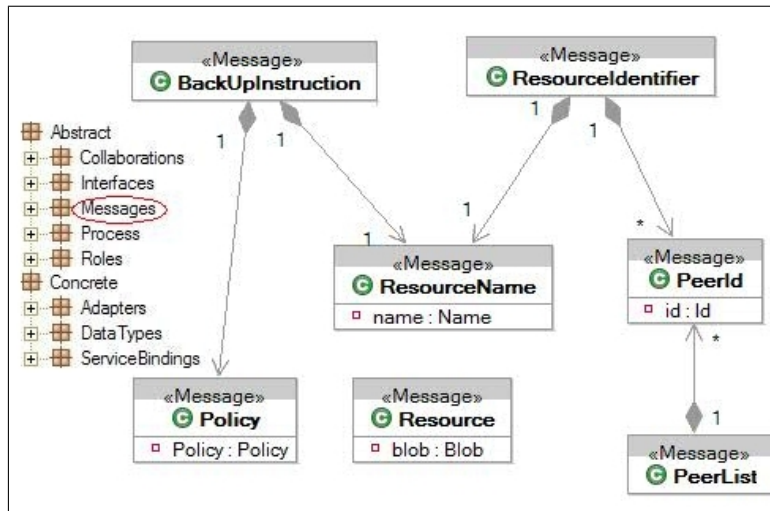 «Message»
C BackUpInstruction
«Message»
C ResourceIdentifier
1
1
1
1
Abstract
Collaborations
Interfaces
Messages
Process
Roles
Concrete
Adapters
DataTypes
ServiceBindings
1
1
*
«Message»
C ResourceName
name : Name
«Message»
C PeerId
id : Id
*
1
«Message»
C Policy
Policy : Policy
«Message»
C Resource
blob : Blob
«Message»
C PeerList